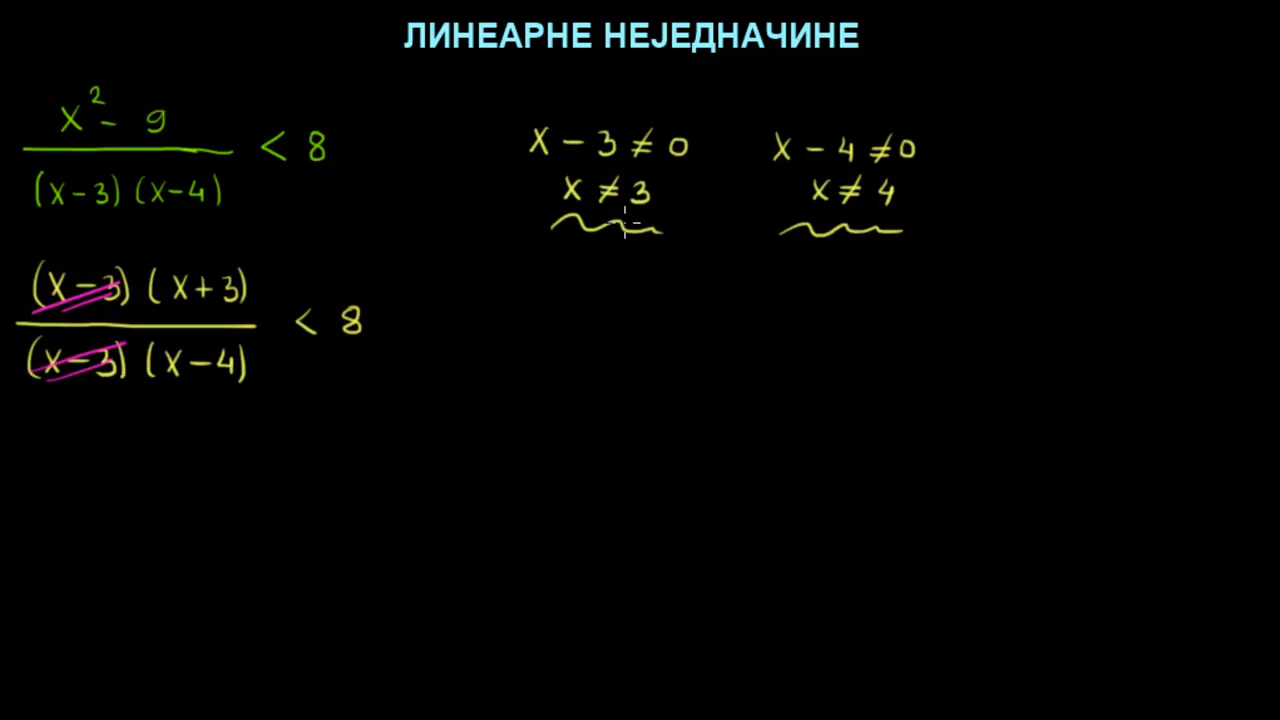 ЛИНЕАРНЕ НЕЈЕДНАЧИНЕ
x² - 9
(x-3) (x-4)
< 8
x - 3 ≠ 0
x ≠ 3
x - 4 ≠ 0
x ≠ 4
(x-3) (x+3)
(x-3) (x-4)
< 8